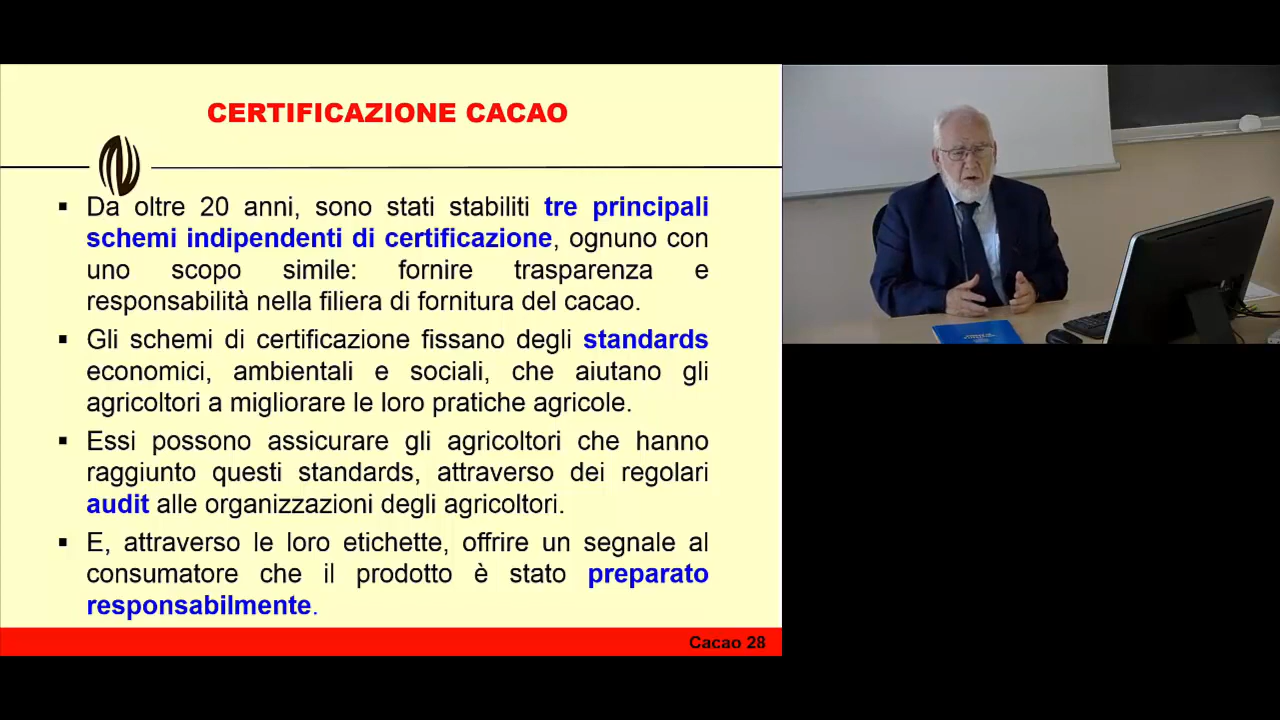 CERTIFICAZIONE CACAO
▪ Da oltre 20 anni, sono stati stabiliti tre principali
schemi indipendenti di certificazione, ognuno con
uno scopo simile: fornire trasparenza e
responsabilità nella filiera di fornitura del cacao.
▪ Gli schemi di certificazione fissano degli standards
economici, ambientali e sociali, che aiutano gli
agricoltori a migliorare le loro pratiche agricole.
▪ Essi possono assicurare gli agricoltori che hanno
raggiunto questi standards, attraverso dei regolari
audit alle organizzazioni degli agricoltori.
▪ E, attraverso le loro etichette, offrire un segnale al
consumatore che il prodotto è stato preparato
responsabilmente.
Cacao 28